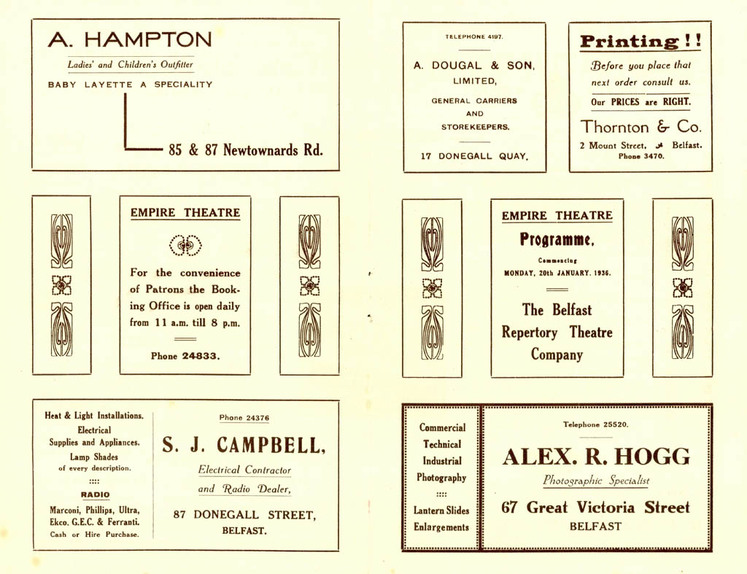 A. HAMPTON
Ladies' and Children's Outfitter
BABY LAYETTE A SPECIALITY
85 & 87 Newtownards Rd.
EMPIRE THEATRE
For the convenience
of Patrons the Book-
ing Office is open daily
from 11 a.m. till 8 p.m.
Phone 24833.
Heat & Light Installations,
Electrical
Supplies and Appliances.
Lamp Shades
of every description.
::::
RADIO
Marconi, Phillips, Ultra,
Ekco, G.E.C. & Ferranti.
Cash or Hire Purchase.
Phone 24376
S. J. CAMPBELL,
Electrical Contractor
and Radio Dealer,
87 DONEGALL STREET,
BELFAST.
TELEPHONE 4197.
A. DOUGAL & SON,
LIMITED,
GENERAL CARRIERS
AND
STOREKEEPERS.
17 DONEGALL QUAY.
Printing!!
Before you place that
next order consult us.
Our PRICES are RIGHT.
Thornton & Co.
2 Mount Street, Belfast.
Phone 3470.
EMPIRE THEATRE
Programme,
Commencing
MONDAY, 20th JANUARY, 1936.
The Belfast
Repertory Theatre
Company
Commercial
Technical
Industrial
Photography
::::
Lantern Slides
Enlargements
Telephone 25520.
ALEX. R. HOGG
Photographic Specialist
67 Great Victoria Street
BELFAST